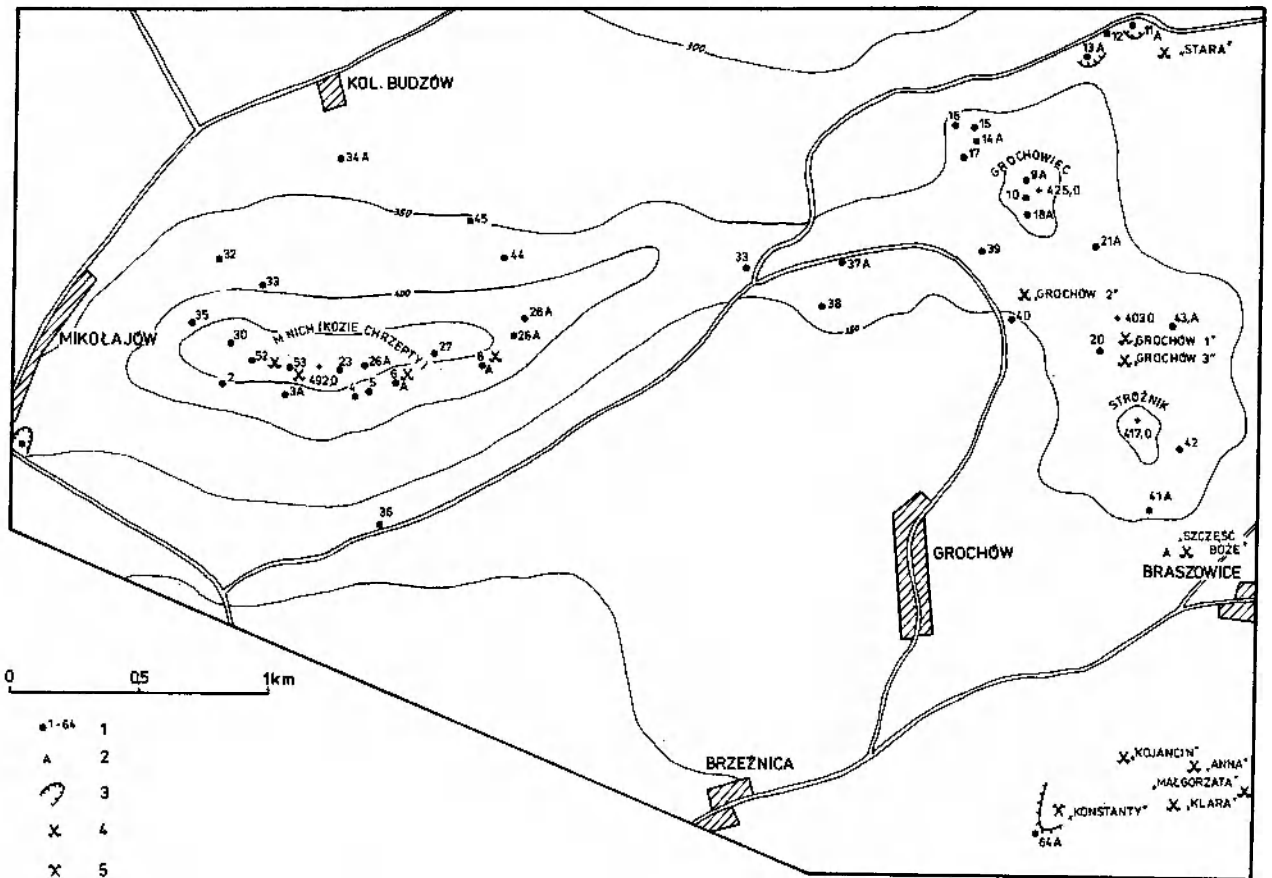 300
12
11A
13A
„STARA"
KOL. BUDZÓW
16
15
14A
17
34A
GROCHOWIEC
9A
425,0
10
18A
350
45
32
44
33
39
21A
33
37A
400
„GROCHÓW 2"
28A
38
35
403,0
43,A
40
350
MIKOŁAJÓW
30
MNICH (KOZIE CHRZEPTY)
26A
„GROCHÓW 1"
20
27
„GROCHÓW 3"
52
53
23
26A
8
A
492,0
2
6
A
3A
4
5
STRÓŻNIK
417,0
42
41A
36
„SZCZĘŚĆ
A
BOŻE"
GROCHÓW
BRASZOWICE
0
0,5
1km
1-64
1
A
2
3
4
5
BRZEŹNICA
„KOJANCIN"
„ANNA"
„MAŁGORZATA"
„KLARA"
„KONSTANTY"
64A